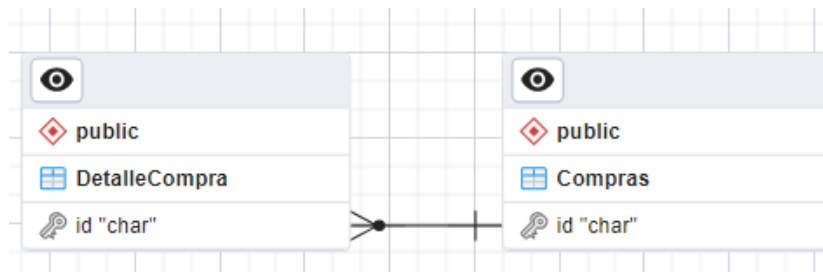 public
DetalleCompra
id "char"
public
Compras
id "char"